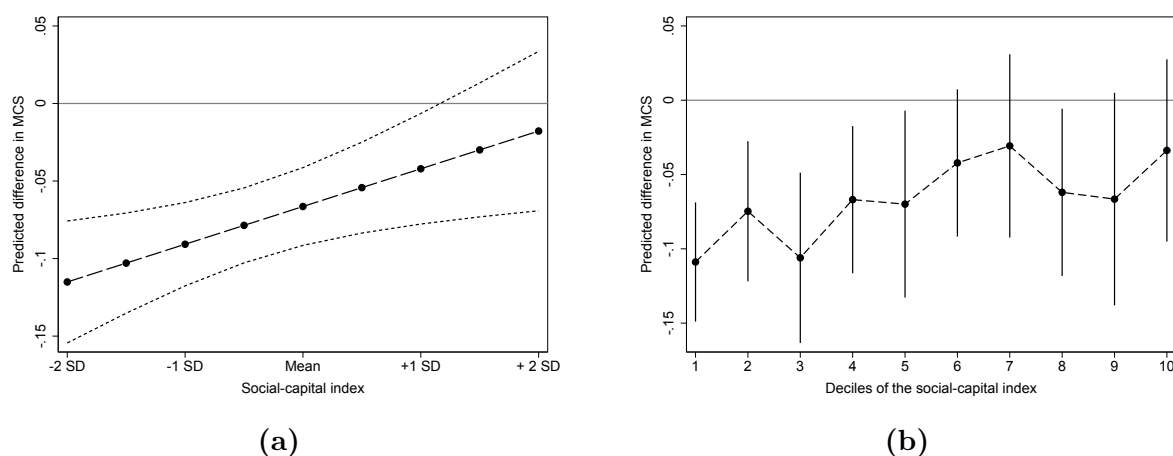 Predicted difference in MCS
.05
0
-.05
-.1
-.15
-2 SD
-1 SD
Mean
+1 SD
+ 2 SD
Social-capital index
(a)
Predicted difference in MCS
.05
0
-.05
-.1
-.15
1
2
3
4
5
6
7
8
9
10
Deciles of the social-capital index
(b)